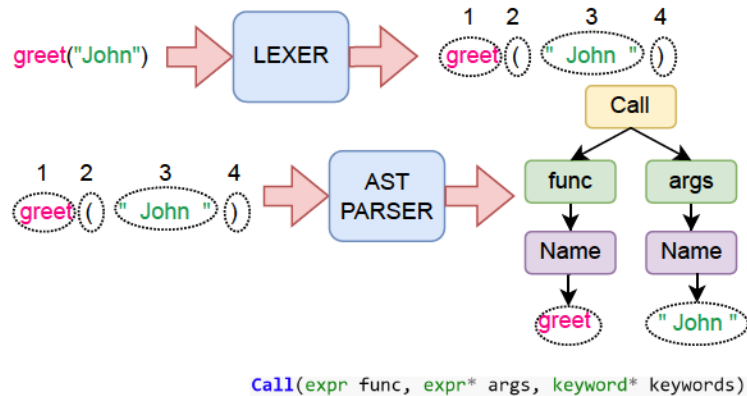 1 2 3 4
greet("John") LEXER greet ( " John " )
Call
1 2 3 4
func args
greet ( " John " ) AST PARSER
Name Name
greet " John "
Call(expr func, expr* args, keyword* keywords)